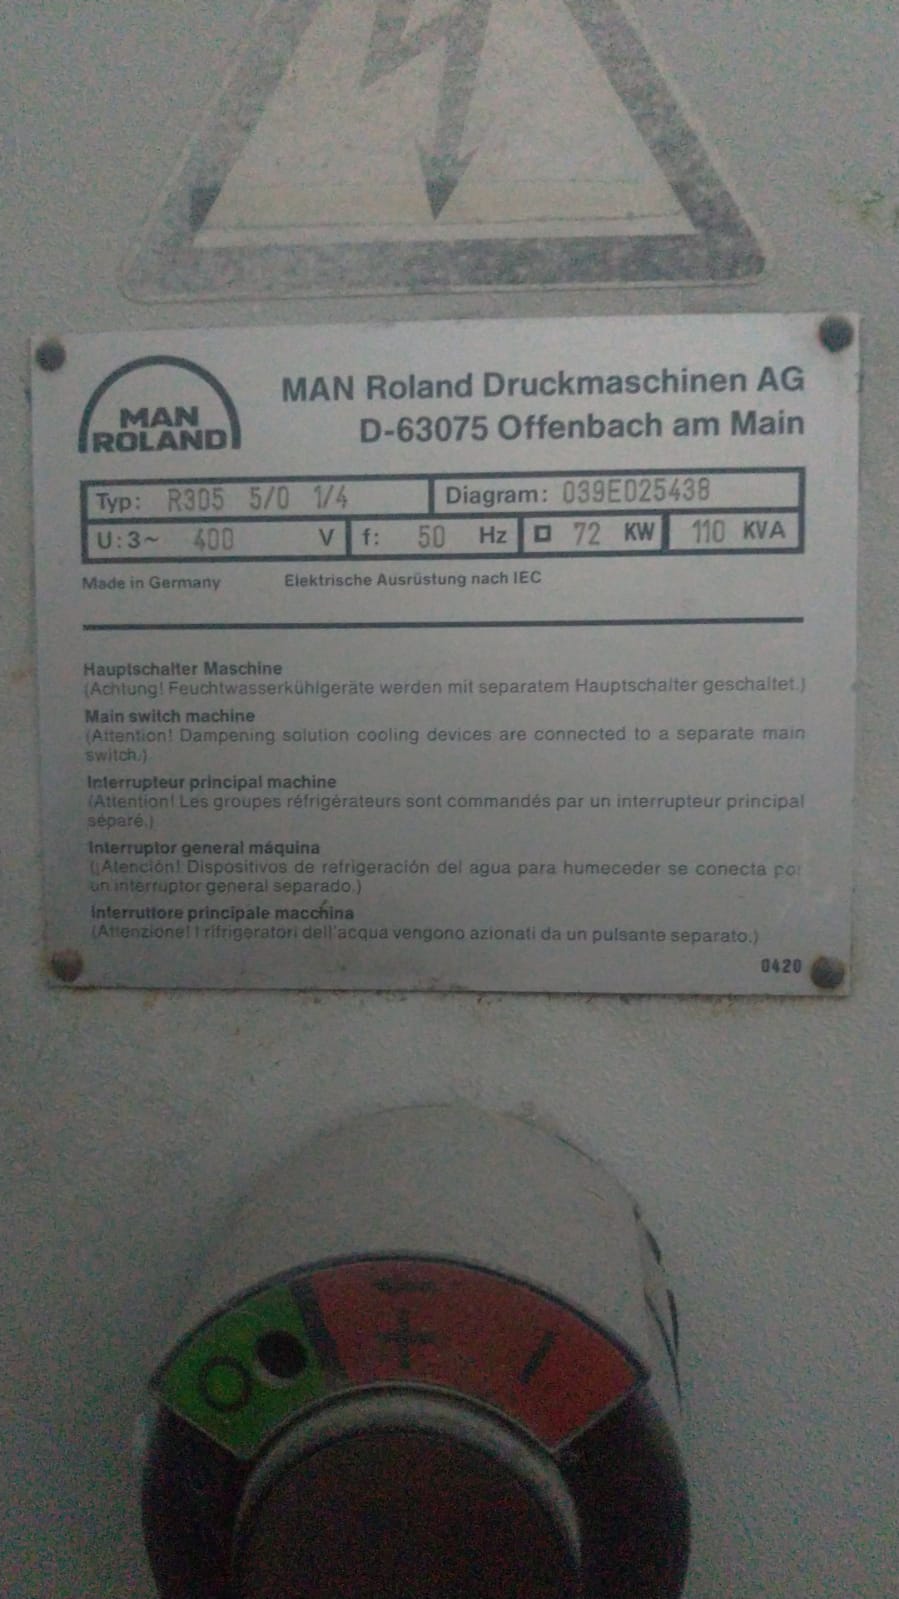 MAN
ROLAND
MAN Roland Druckmaschinen AG
D-63075 Offenbach am Main
Typ: R305 5/0 1/4 Diagram: 039E025438
U:3~ 400 V f: 50 Hz 72 KW 110 KVA
Made in Germany Elektrische Ausrüstung nach IEC
Hauptschalter Maschine
(Achtung! Feuchtwasserkühlgeräte werden mit separatem Hauptschalter geschaltet.)
Main switch machine
(Attention! Dampening solution cooling devices are connected to a separate main
switch.)
Interrupteur principal machine
(Attention! Les groupes réfrigérateurs sont commandés par un interrupteur principal
séparé.)
Interruptor general máquina
(¡Atención! Dispositivos de refrigeración del agua para humeceder se conecta por
un interruptor general separado.)
Interruttore principale macchina
(Attenzione! I rifrigeratori dell'acqua vengono azionati da un pulsante separato.)
0420
O
+
I